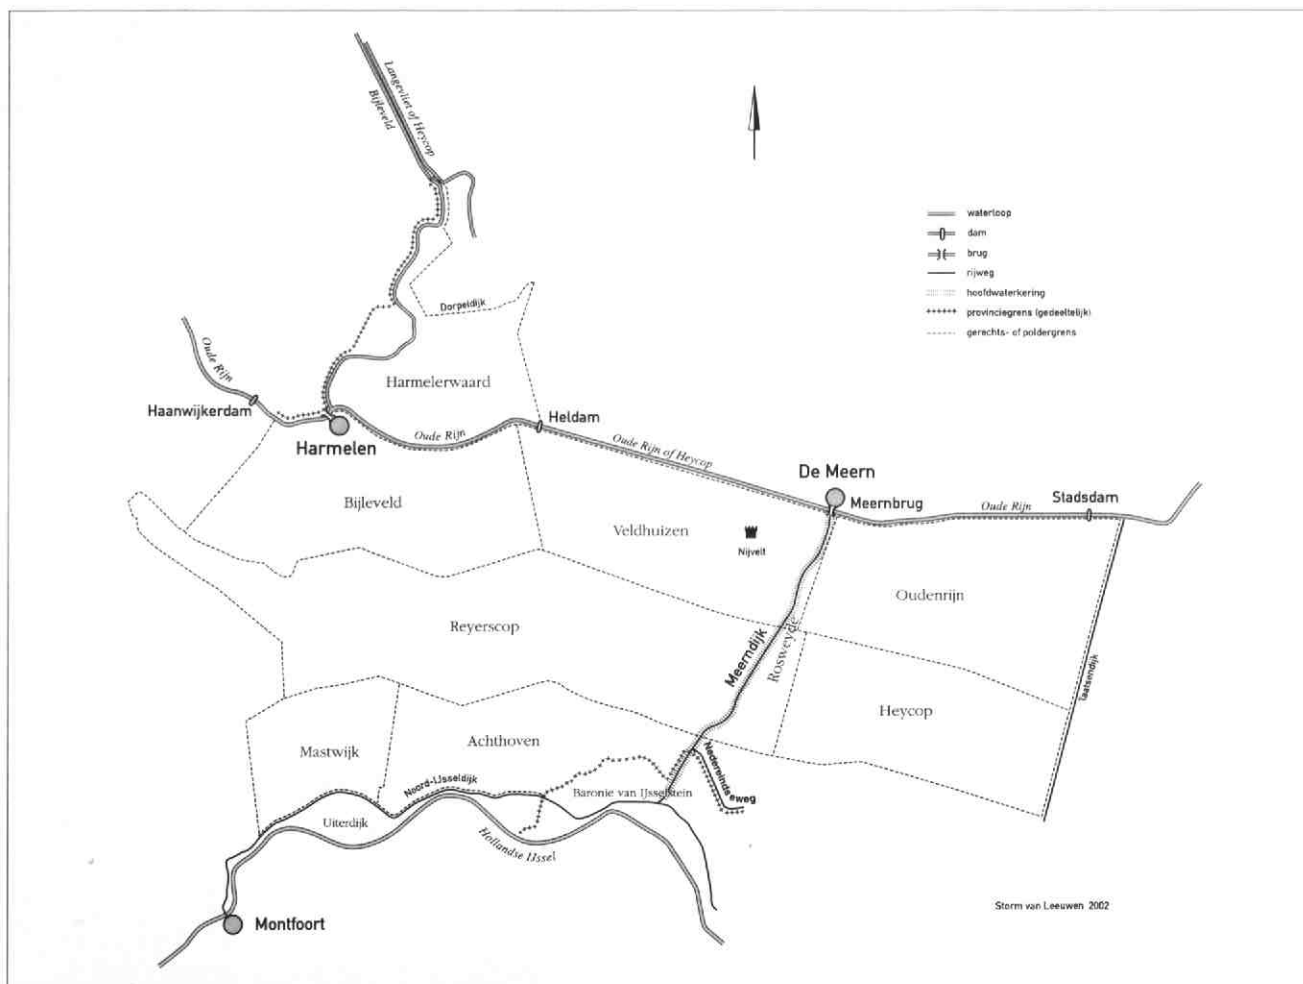 Langevliet of Heycop
Bijleveld
waterloop
dam
brug
rijweg
hoofdwaterkering
provinciegrens (gedeeltelijk)
gerechts- of poldergrens
Dorpeldijk
Oude Rijn
Harmelerwaard
Haanwijkerdam
Heldam
Oude Rijn
Harmelen
Oude Rijn of Heycop
De Meern
Meernbrug
Oude Rijn
Stadsdam
Bijleveld
Veldhuizen
Nijvelt
Oudenrijn
Reyerscop
Meerndijk
Rosweyde
Taatsendijk
Heycop
Mastwijk
Achthoven
Noord-IJsseldijk
Baronie van IJsselstein
Nedereindseweg
Uiterdijk
Hollandse IJssel
Montfoort
Storm van Leeuwen 2002